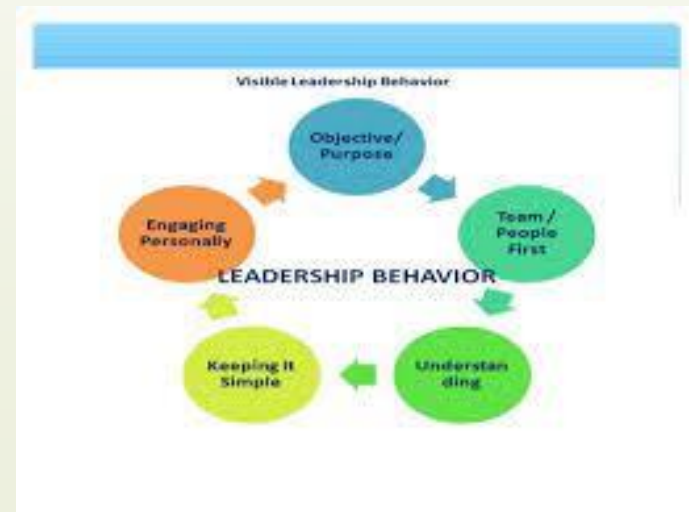 Visible Leadership Behavior
Objective/
Purpose
Team /
People
First
Understan
ding
Keeping It
Simple
Engaging
Personally
LEADERSHIP BEHAVIOR